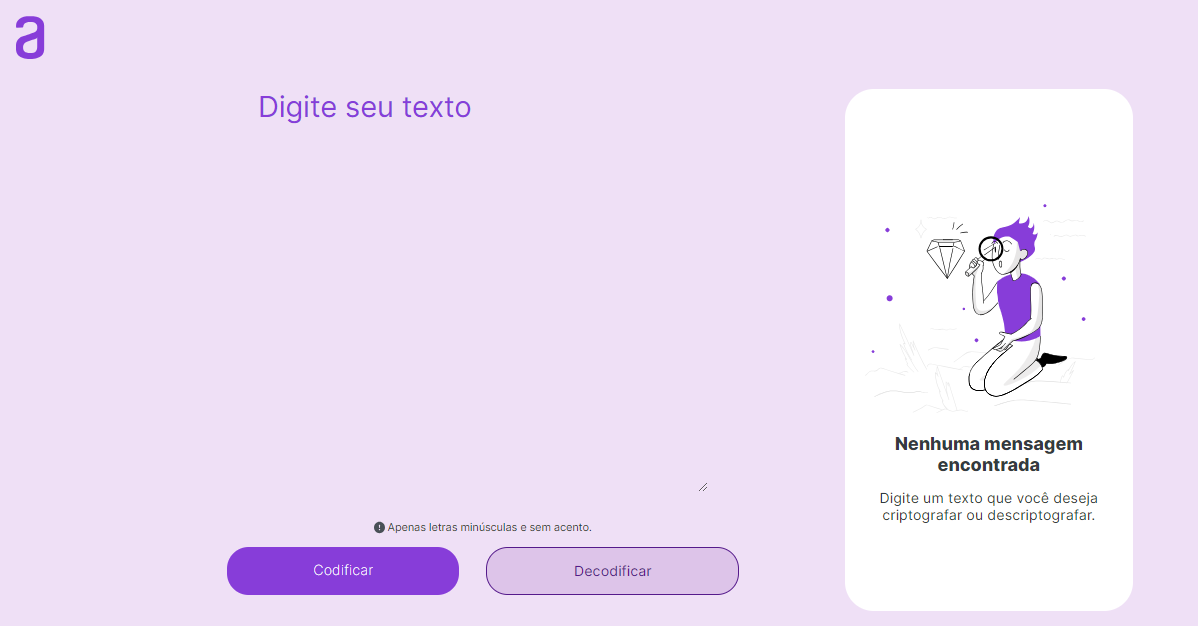 a
Digite seu texto
Apenas letras minúsculas e sem acento.
Codificar
Decodificar
Nenhuma mensagem
encontrada
Digite um texto que você deseja
criptografar ou descriptografar.